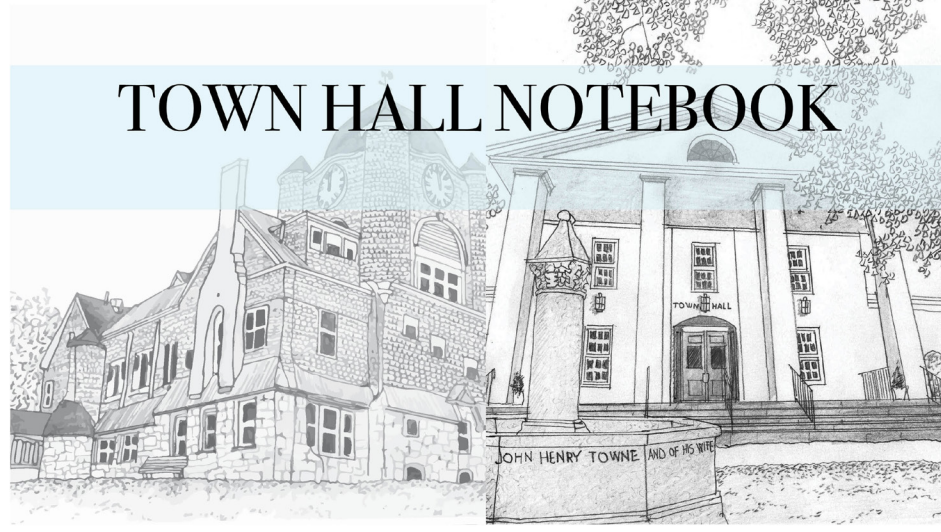 TOWN HALL NOTEBOOK
TOWN HALL
JOHN HENRY TOWNE AND OF HIS WIFE